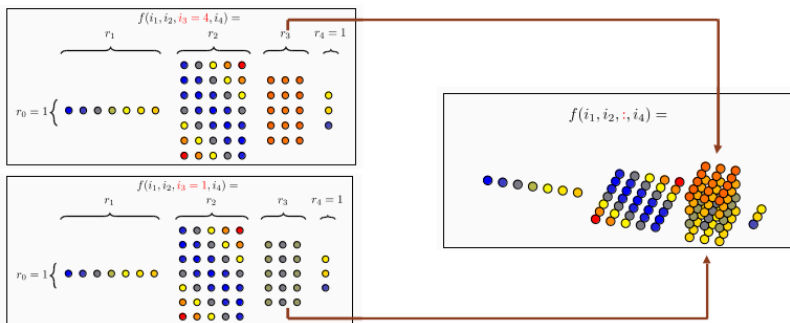 f(i₁, i₂, i₃ = 4, i₄) =
r₁ r₂ r₃ r₄ = 1
r₀ = 1
f(i₁, i₂, i₃ = 1, i₄) =
r₁ r₂ r₃ r₄ = 1
r₀ = 1
f(i₁, i₂, :, i₄) =